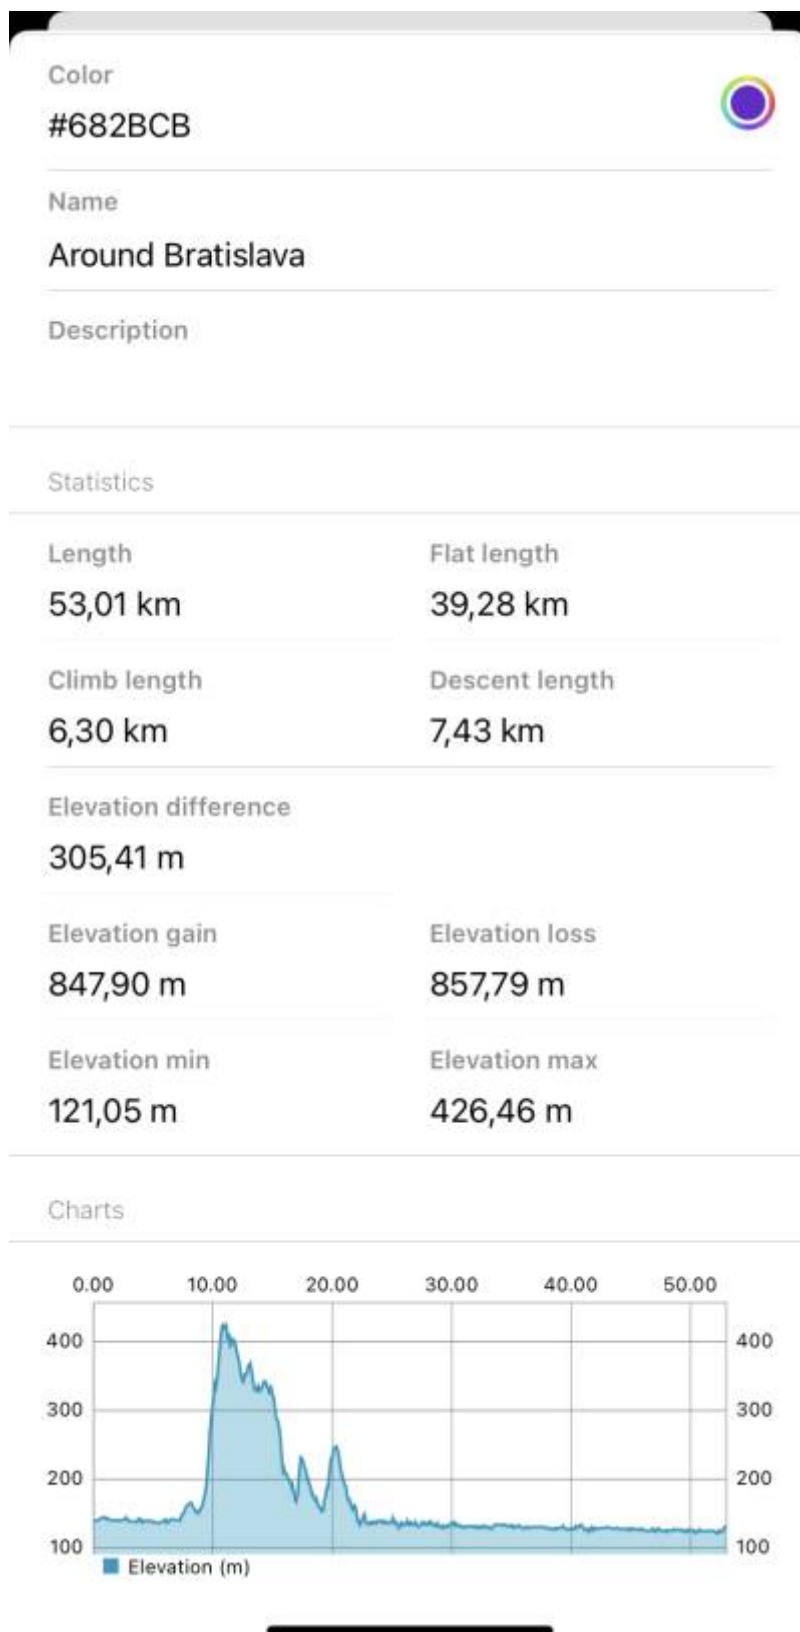 Color
#682BCB
Name
Around Bratislava
Description
Statistics
Length Flat length
53,01 km 39,28 km
Climb length Descent length
6,30 km 7,43 km
Elevation difference
305,41 m
Elevation gain Elevation loss
847,90 m 857,79 m
Elevation min Elevation max
121,05 m 426,46 m
Charts
0.00 10.00 20.00 30.00 40.00 50.00
400 400
300 300
200 200
100 100
Elevation (m)